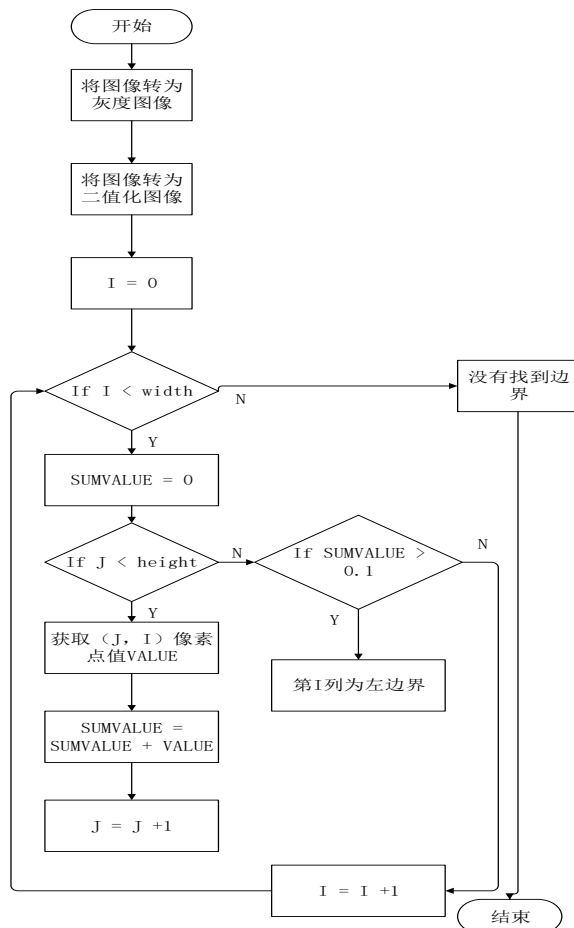 开始
将图像转为
灰度图像
将图像转为
二值化图像
I = 0
If I < width
N
没有找到边
界
Y
SUMVALUE = 0
If J < height
N
If SUMVALUE >
0.1
N
Y
Y
获取（J，I）像素
点值VALUE
第I列为左边界
SUMVALUE =
SUMVALUE + VALUE
J = J +1
I = I +1
结束